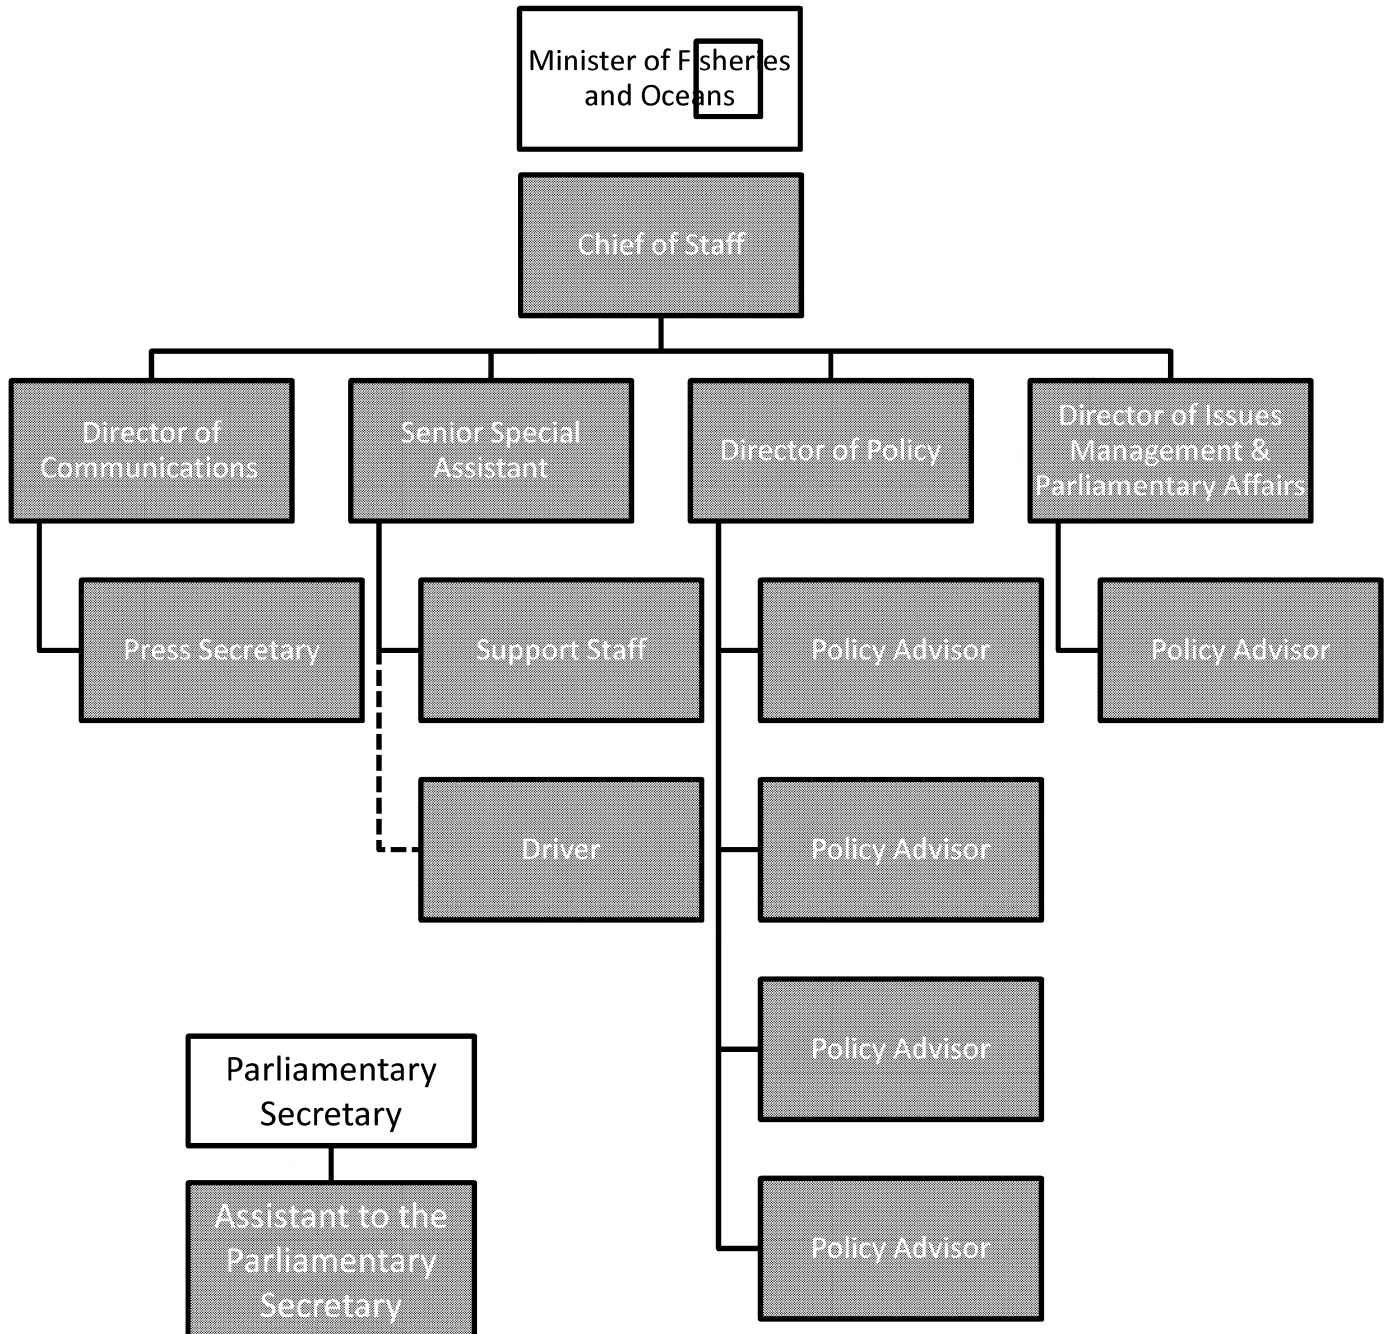 Minister of Fisheries
and Oceans
Chief of Staff
Director of
Communications
Senior Special
Assistant
Director of Policy
Director of Issues
Management &
Parliamentary Affairs
Press Secretary
Support Staff
Policy Advisor
Policy Advisor
Driver
Policy Advisor
Policy Advisor
Parliamentary
Secretary
Assistant to the
Parliamentary
Secretary
Policy Advisor